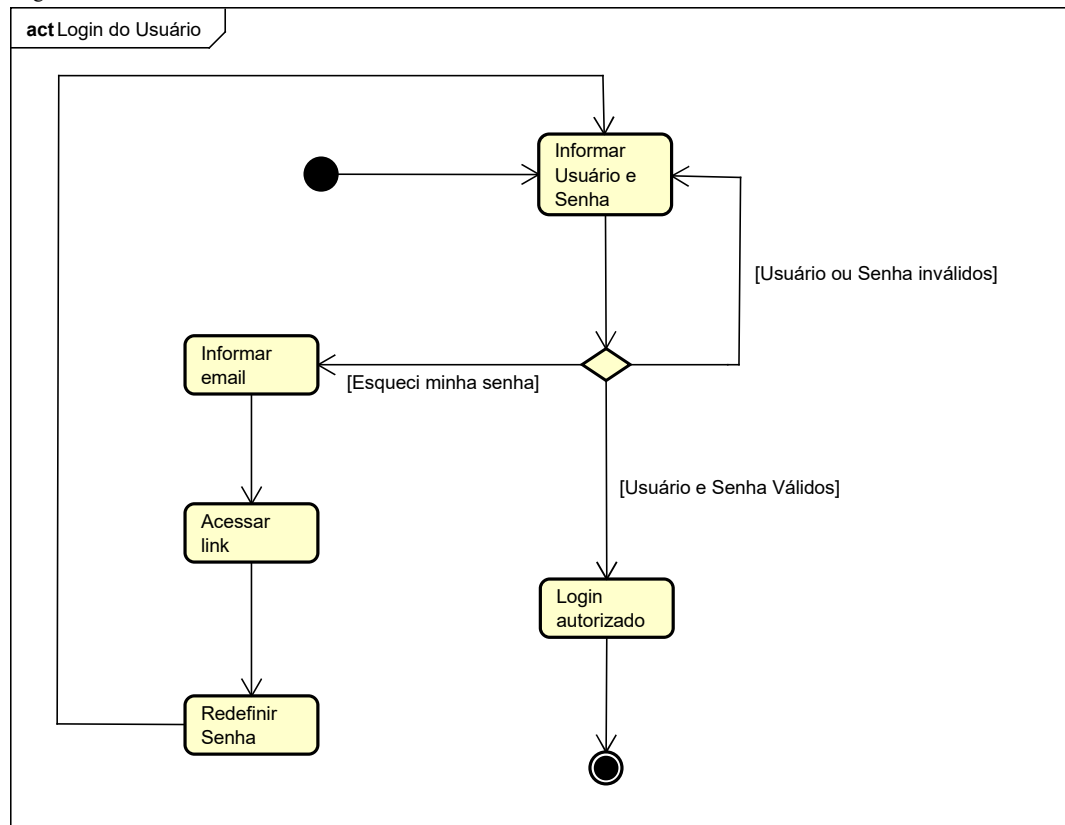 act Login do Usuário
Informar
Usuário e
Senha
[Usuário ou Senha inválidos]
Informar
email
[Esqueci minha senha]
[Usuário e Senha Válidos]
Acessar
link
Login
autorizado
Redefinir
Senha